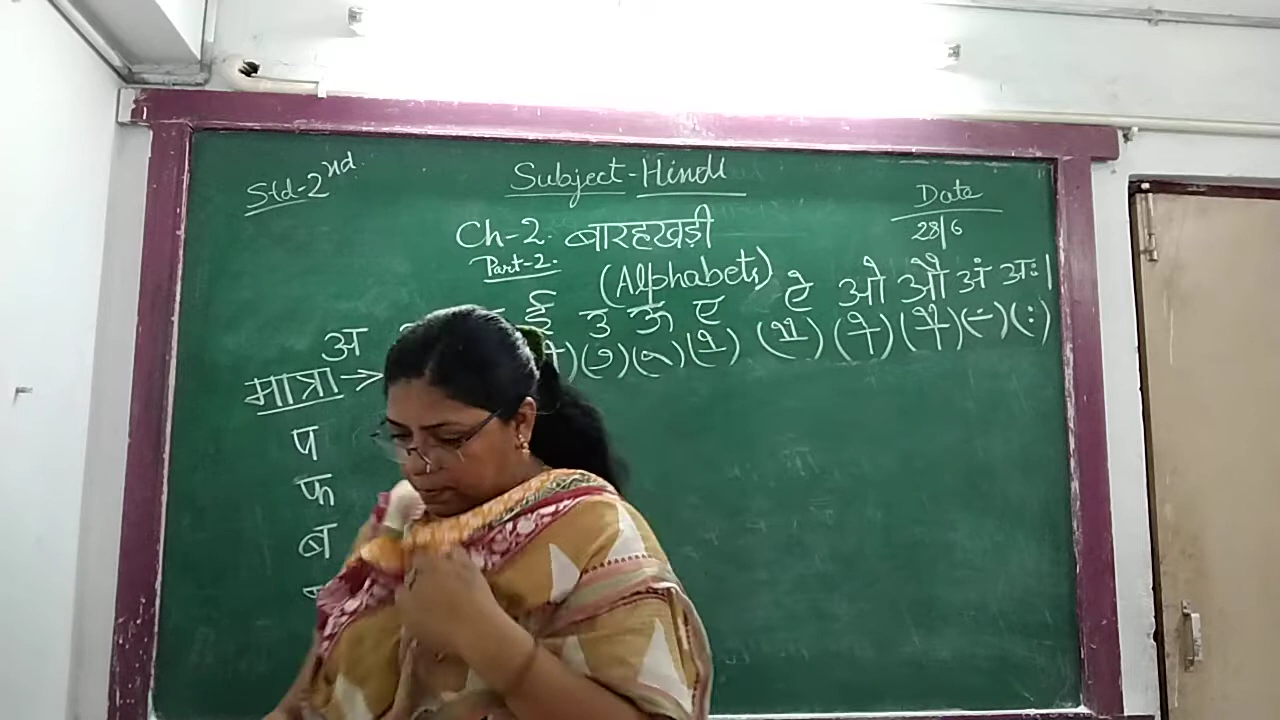 Std-2nd
Subject-Hindi
Date
28/6
Ch-2. बारहखड़ी
Part-2. (Alphabets)
अ ई उ ऊ ए ऐ ओ औ अं अः।
मात्रा→ (ु) (ू) (े) (ै) (ो) (ौ) (ं) (ः)
प
फ
ब